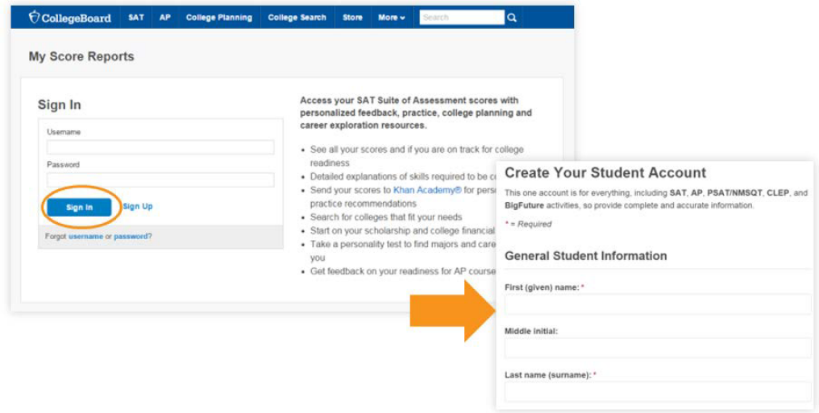 CollegeBoard SAT AP College Planning College Search Store More Search
My Score Reports
Sign In
Username
Password
Sign In Sign Up
Forgot username or password?
Access your SAT Suite of Assessment scores with
personalized feedback, practice, college planning and
career exploration resources.
• See all your scores and if you are on track for college
readiness
• Detailed explanations of skills required to be
• Send your scores to Khan Academy® for
practice recommendations
• Search for colleges that fit your needs
• Start on your scholarship and college financial
• Take a personality test to find majors and
you
• Get feedback on your readiness for AP course
Create Your Student Account
This one account is for everything, including SAT, AP, PSAT/NMSQT, CLEP, and
BigFuture activities, so provide complete and accurate information.
* = Required
General Student Information
First (given) name: *
Middle initial:
Last name (surname): *